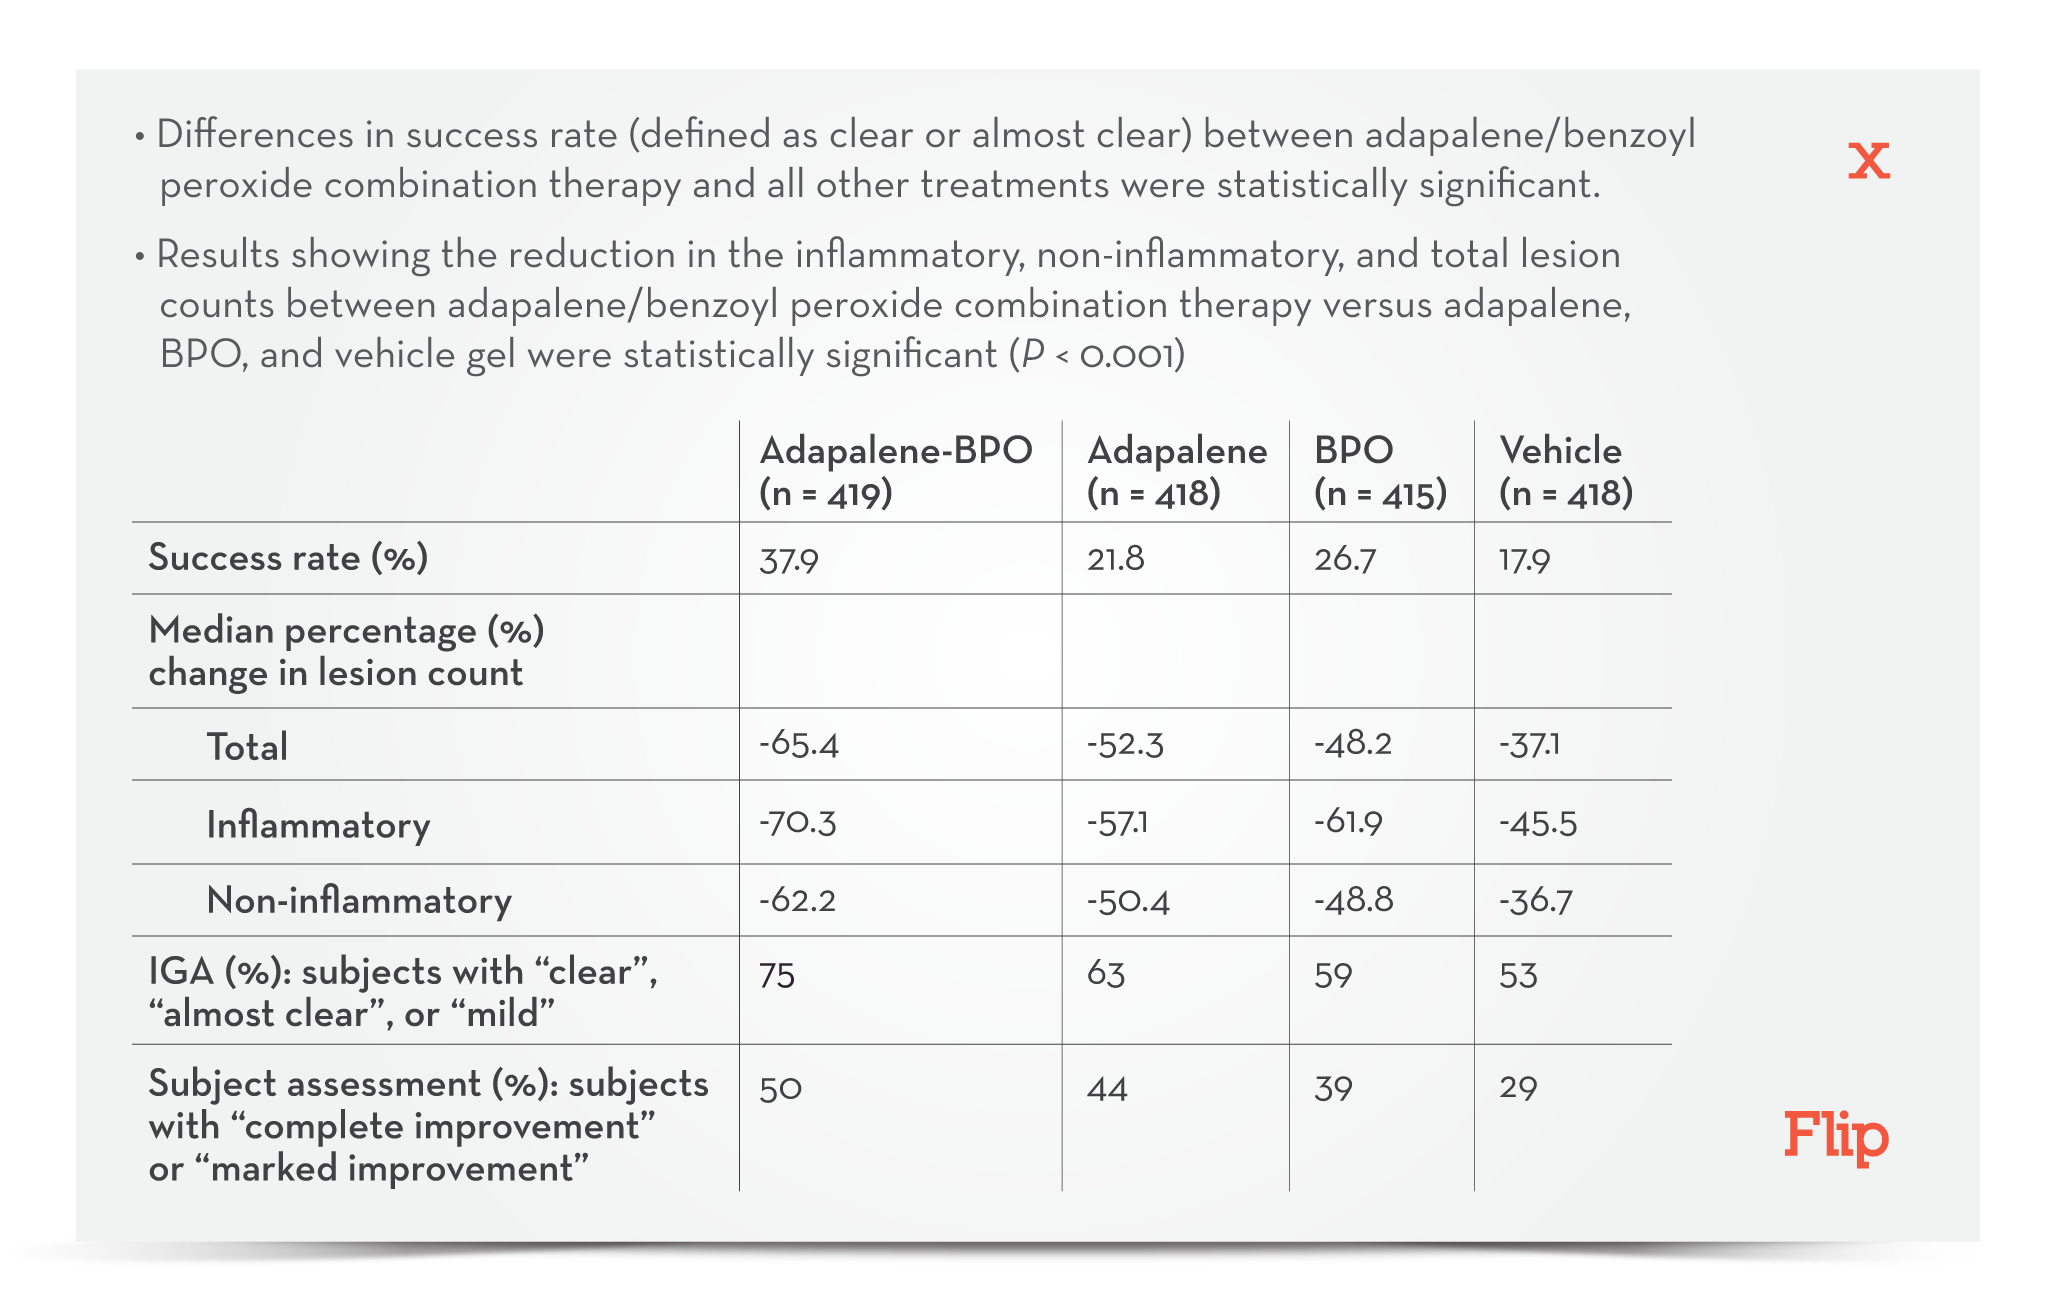 • Differences in success rate (defined as clear or almost clear) between adapalene/benzoyl
peroxide combination therapy and all other treatments were statistically significant.
x
• Results showing the reduction in the inflammatory, non-inflammatory, and total lesion
counts between adapalene/benzoyl peroxide combination therapy versus adapalene,
BPO, and vehicle gel were statistically significant (P < 0.001)
Adapalene-BPO Adapalene BPO Vehicle
(n = 419) (n = 418) (n = 415) (n = 418)
Success rate (%) 37.9 21.8 26.7 17.9
Median percentage (%)
change in lesion count
Total -65.4 -52.3 -48.2 -37.1
Inflammatory -70.3 -57.1 -61.9 -45.5
Non-inflammatory -62.2 -50.4 -48.8 -36.7
IGA (%): subjects with “clear”, 75 63 59 53
“almost clear”, or “mild”
Subject assessment (%): subjects 50 44 39 29
with “complete improvement”
or “marked improvement”
Flip